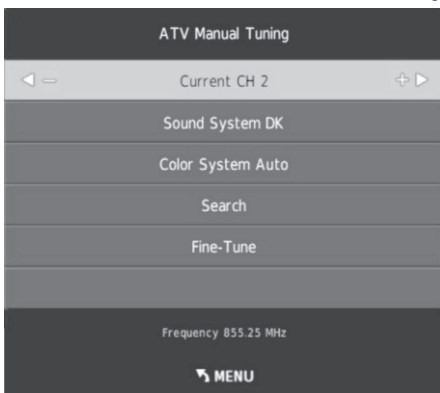 ATV Manual Tuning
Current CH 2
Sound System DK
Color System Auto
Search
Fine-Tune
Frequency 855.25 MHz
MENU